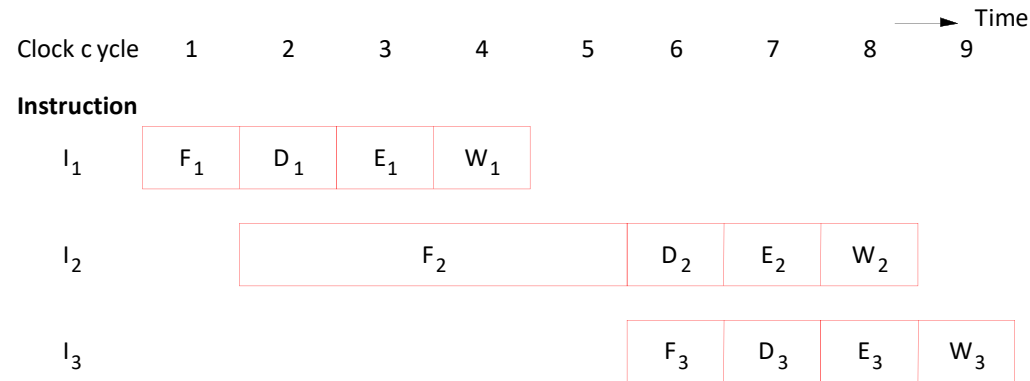 Time
Clock c ycle 1 2 3 4 5 6 7 8 9
Instruction
I1 F1 D1 E1 W1
I2 F2 D2 E2 W2
I3 F3 D3 E3 W3